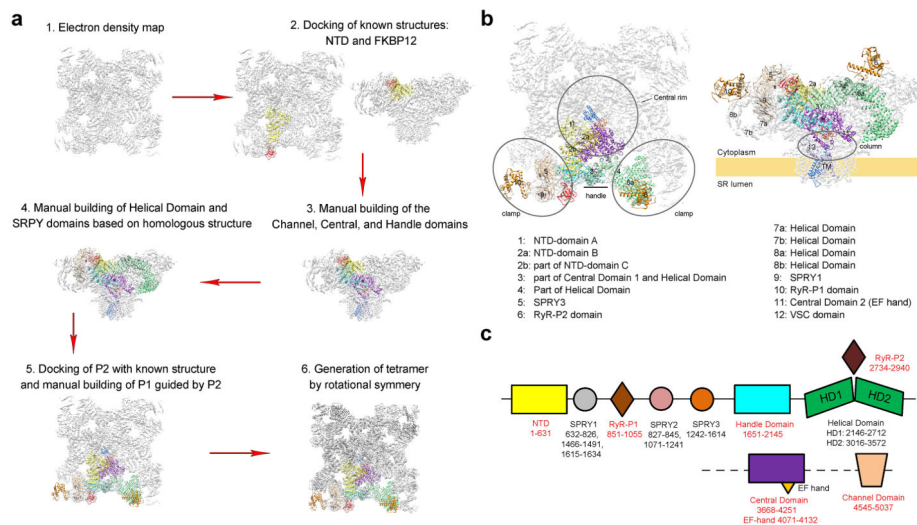 a
1. Electron density map
2. Docking of known structures:
NTD and FKBP12
4. Manual building of Helical Domain and
SRPY domains based on homologous structure
3. Manual building of the
Channel, Central, and Handle domains
5. Docking of P2 with known structure
and manual building of P1 guided by P2
6. Generation of tetramer
by rotational symmery
b
Central rim
clamp
handle
clamp
8b
7b
7a
2a
Cytoplasm
column
TM
SR lumen
1: NTD-domain A
2a: NTD-domain B
2b: part of NTD-domain C
3: part of Central Domain 1 and Helical Domain
4: Part of Helical Domain
5: SPRY3
6: RyR-P2 domain
7a: Helical Domain
7b: Helical Domain
8a: Helical Domain
8b: Helical Domain
9: SPRY1
10: RyR-P1 domain
11: Central Domain 2 (EF hand)
12: VSC domain
c
RyR-P2
2734-2940
HD1
HD2
NTD
1-631
SPRY1
632-826,
1466-1491,
1615-1634
RyR-P1
851-1055
SPRY2
827-845,
1071-1241
SPRY3
1242-1614
Handle Domain
1651-2145
Helical Domain
HD1: 2146-2712
HD2: 3016-3572
EF hand
Central Domain
3668-4251
EF-hand 4071-4132
Channel Domain
4545-5037